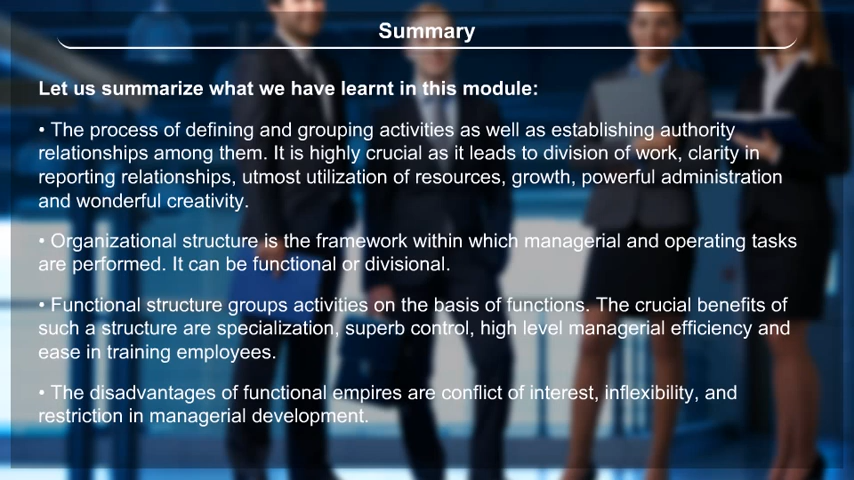 Summary
Let us summarize what we have learnt in this module:
• The process of defining and grouping activities as well as establishing authority
relationships among them. It is highly crucial as it leads to division of work, clarity in
reporting relationships, utmost utilization of resources, growth, powerful administration
and wonderful creativity.
• Organizational structure is the framework within which managerial and operating tasks
are performed. It can be functional or divisional.
• Functional structure groups activities on the basis of functions. The crucial benefits of
such a structure are specialization, superb control, high level managerial efficiency and
ease in training employees.
• The disadvantages of functional empires are conflict of interest, inflexibility, and
restriction in managerial development.